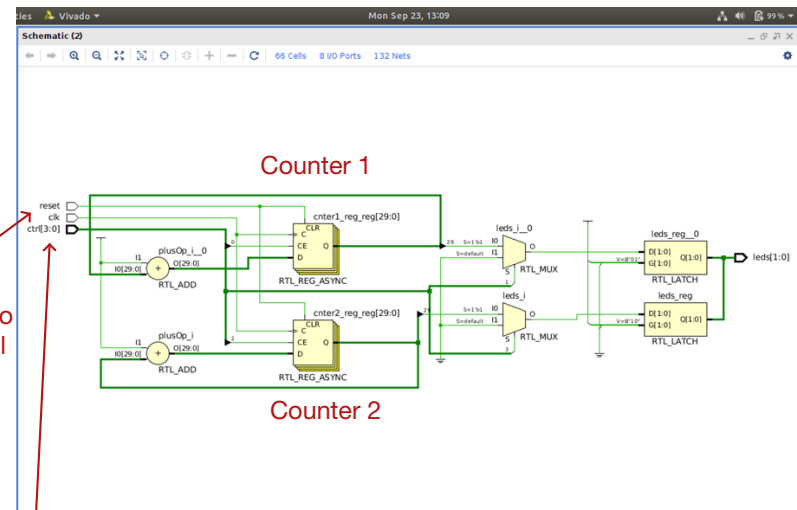 cles Vivado Mon Sep 23, 13:09 99 %
Schematic (2)
66 Cells 8 I/O Ports 132 Nets
Counter 1
reset
clk
ctrl[3:0]
cnter1_reg_reg[29:0]
CLR
C
CE Q
D
RTL_REG_ASYNC
0
plusOp_i__0
I1
I0[29:0]
+
O[29:0]
RTL_ADD
leds_i__0
29 S=1'b1 I0
S=default I1
O
S
1
RTL_MUX
leds_reg__0
D[1:0] Q[1:0]
V=B"01" G[1:0]
RTL_LATCH
leds[1:0]
cnter2_reg_reg[29:0]
CLR
C
CE Q
D
RTL_REG_ASYNC
2
plusOp_i
I1
I0[29:0]
+
O[29:0]
RTL_ADD
leds_i
29 S=1'b1 I0
S=default I1
O
S
3
RTL_MUX
leds_reg
D[1:0] Q[1:0]
V=B"10" G[1:0]
RTL_LATCH
o
l
Counter 2